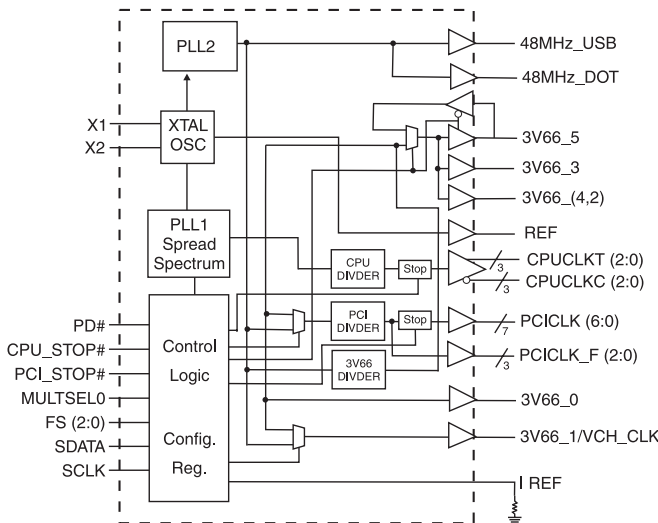 PLL2
48MHz_USB
48MHz_DOT
X1
X2
XTAL
OSC
3V66_5
3V66_3
3V66_(4,2)
REF
PLL1
Spread
Spectrum
CPU
DIVDER
Stop
3
CPUCLKT (2:0)
3
CPUCLKC (2:0)
PD#
CPU_STOP#
PCI_STOP#
MULTSEL0
FS (2:0)
SDATA
SCLK
Control
Logic
Config.
Reg.
PCI
DIVDER
Stop
7
PCICLK (6:0)
3
PCICLK_F (2:0)
3V66
DIVDER
3V66_0
3V66_1/VCH_CLK
I REF